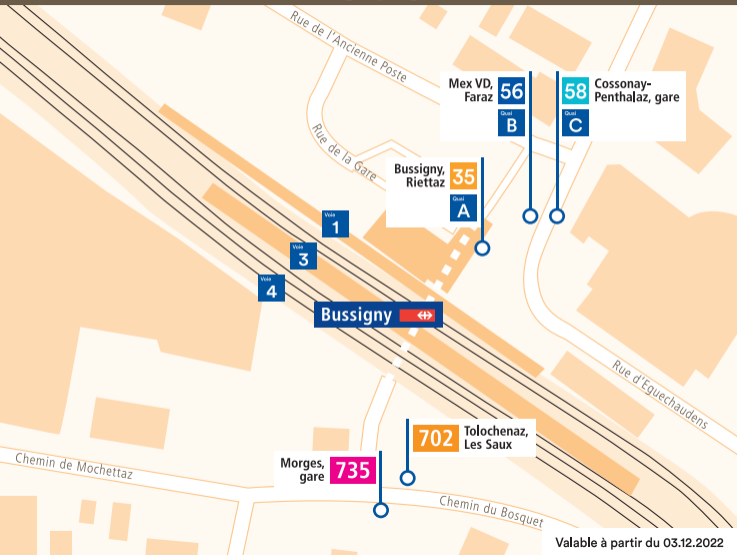 Rue de l'Ancienne Poste
Rue de la Gare
Mex VD,
Faraz
56
Quai
B
58
Cossonay-
Penthalaz, gare
Quai
C
Bussigny,
Riettaz
35
Quai
A
Voie
1
Voie
3
Voie
4
Bussigny
Rue d'Eguechaudens
702
Tolochenaz,
Les Saux
Morges,
gare
735
Chemin de Mochettaz
Chemin du Bosquet
Valable à partir du 03.12.2022